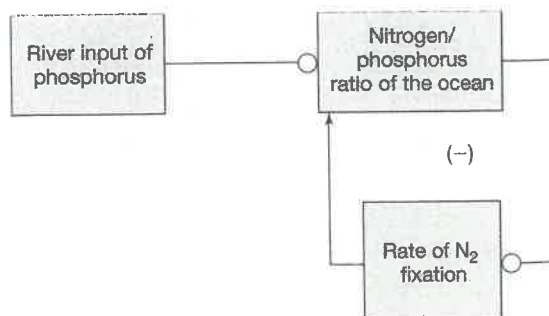 River input of
phosphorus
Nitrogen/
phosphorus
ratio of the ocean
(−)
Rate of N₂
fixation